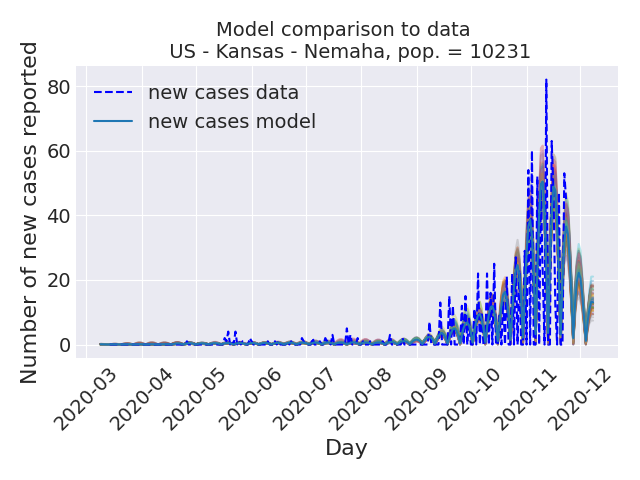 Model comparison to data
US - Kansas - Nemaha, pop. = 10231
Number of new cases reported
80
60
40
20
0
new cases data
new cases model
2020-03
2020-04
2020-05
2020-06
2020-07
2020-08
2020-09
2020-10
2020-11
2020-12
Day